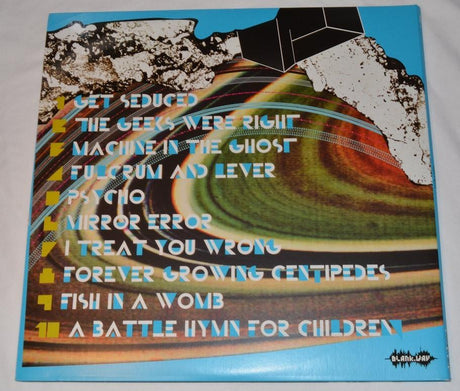 1 GET SEDUCED
2 THE GEEKS WERE RIGHT
3 MACHINE IN THE GHOST
4 FULCRUM AND LEVER
5 PSYCHO
6 MIRROR ERROR
7 I TREAT YOU WRONG
8 FOREVER GROWING CENTIPEDES
9 FISH IN A WOMB
10 A BATTLE HYMN FOR CHILDREN
BLANK.WAV